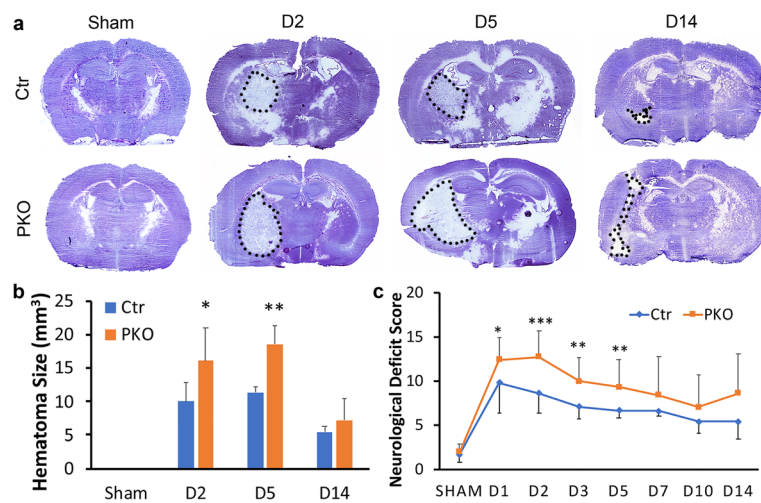 a
Sham D2 D5 D14
Ctr
PKO
b
Hematoma Size (mm³)
25
20
15
10
5
0
Ctr
PKO
*
**
Sham D2 D5 D14
c
Neurological Deficit Score
20
15
10
5
0
Ctr PKO
* *** ** **
SHAM D1 D2 D3 D5 D7 D10 D14